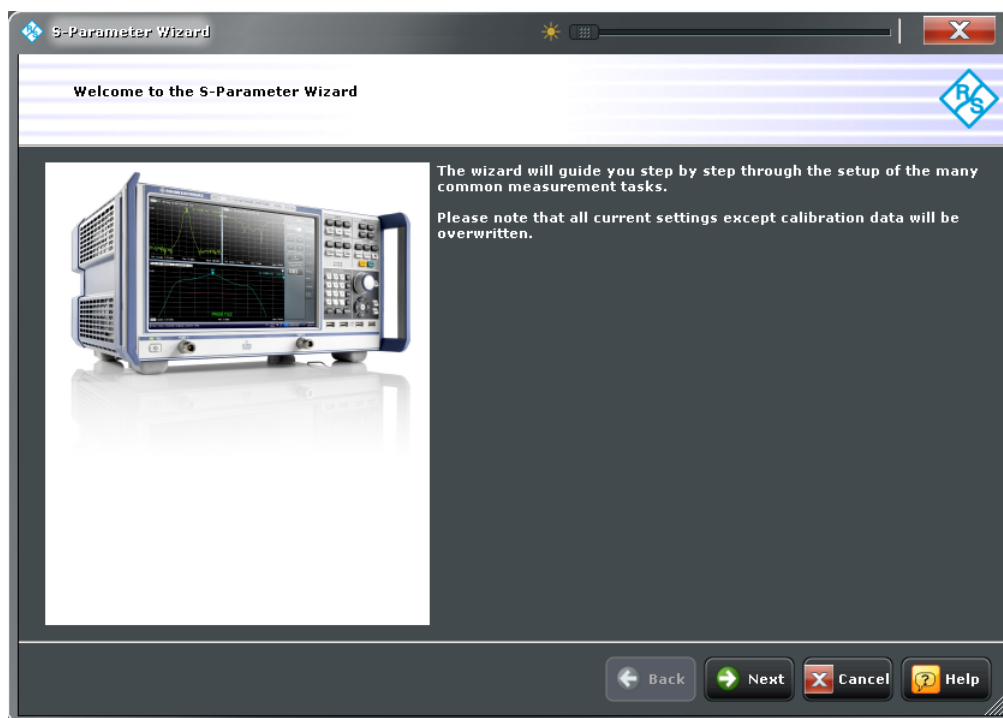 S-Parameter Wizard
X
Welcome to the S-Parameter Wizard
R/S
The wizard will guide you step by step through the setup of the many
common measurement tasks.
Please note that all current settings except calibration data will be
overwritten.
Back
Next
X Cancel
? Help